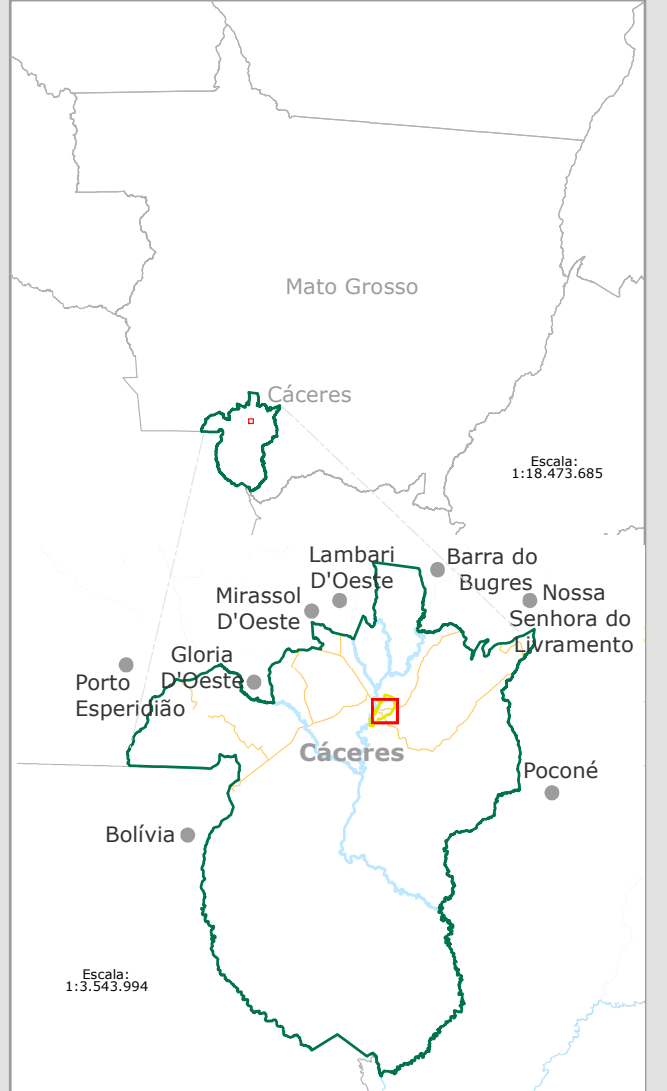 Mato Grosso
Cáceres
Escala:
1:18.473.685
Lambari
D'Oeste
Barra do
Bugres
Mirassol
D'Oeste
Nossa
Senhora do
Livramento
Gloria
D'Oeste
Porto
Esperidião
Cáceres
Poconé
Bolívia
Escala:
1:3.543.994